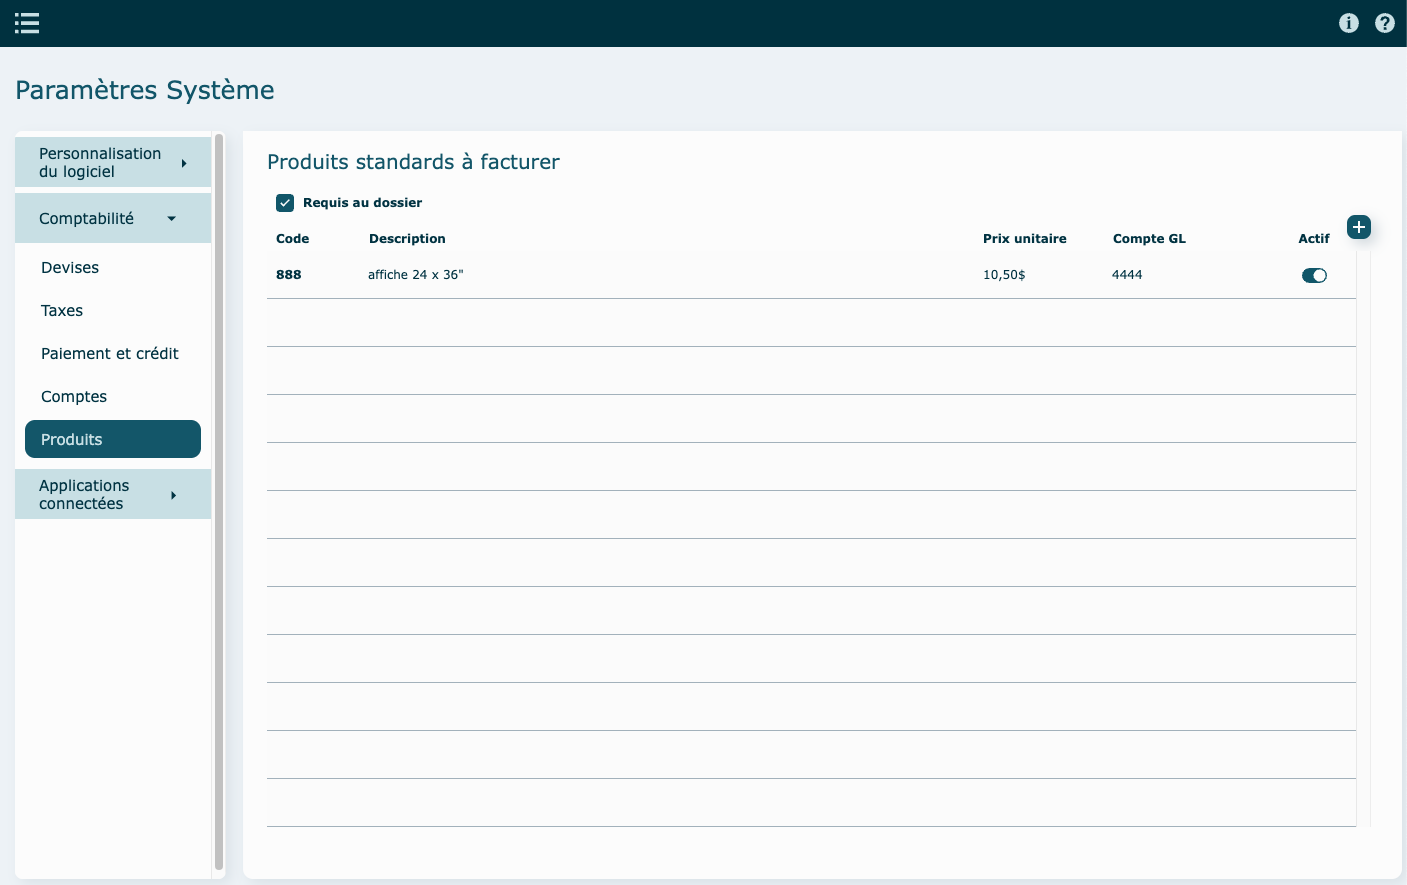 Paramètres Système
Personnalisation
du logiciel
Comptabilité
Devises
Taxes
Paiement et crédit
Comptes
Produits
Applications
connectées
Produits standards à facturer
Requis au dossier
Code Description Prix unitaire Compte GL Actif
888 affiche 24 x 36" 10,50$ 4444